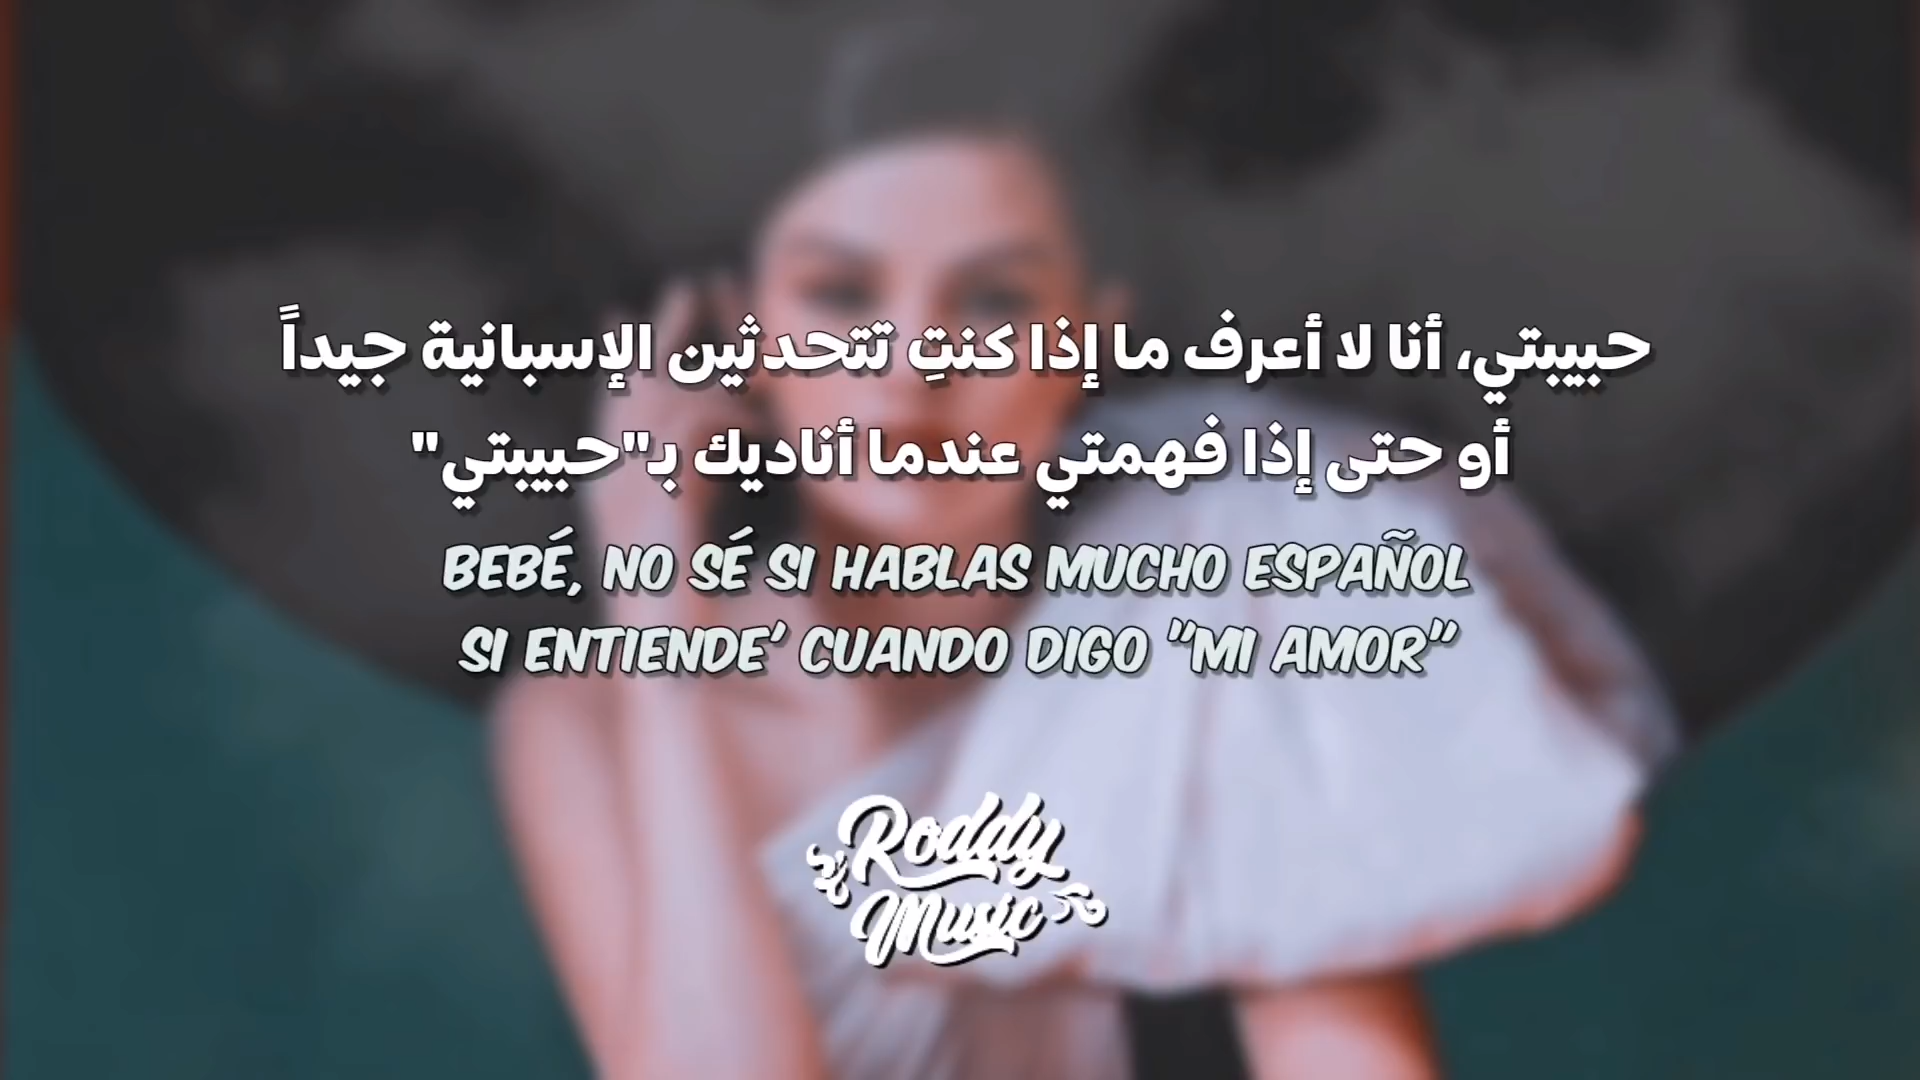 حبيبتي، أنا لا أعرف ما إذا كنتِ تتحدثين الإسبانية جيداً
أو حتى إذا فهمتي عندما أناديك بـ"حبيبتي"
BEBÉ, NO SÉ SI HABLAS MUCHO ESPAÑOL
SI ENTIENDE' CUANDO DIGO "MI AMOR"
Roddy
Music